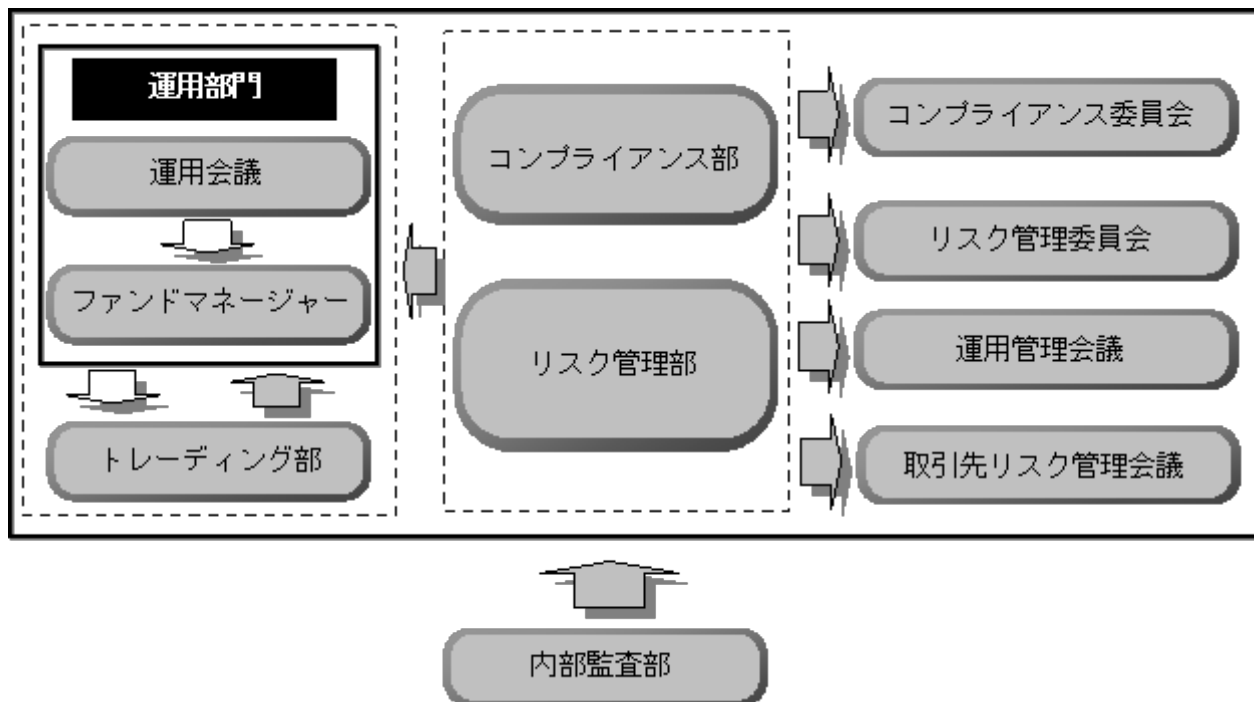 運用部門
運用会議
ファンドマネージャー
トレーディング部
コンプライアンス部
リスク管理部
コンプライアンス委員会
リスク管理委員会
運用管理会議
取引先リスク管理会議
内部監査部